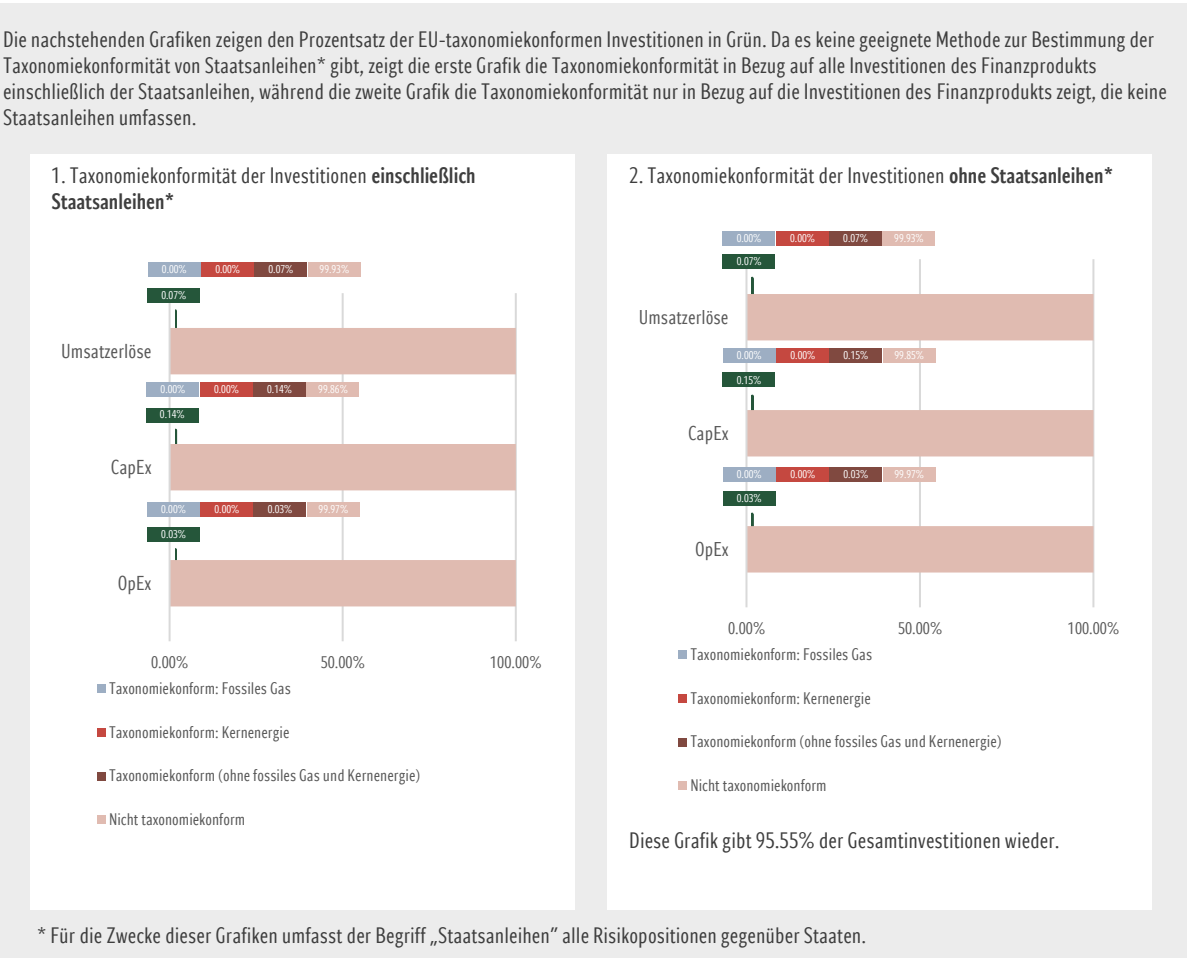 Die nachstehenden Grafiken zeigen den Prozentsatz der EU-taxonomiekonformen Investitionen in Grün. Da es keine geeignete Methode zur Bestimmung der
Taxonomiekonformität von Staatsanleihen* gibt, zeigt die erste Grafik die Taxonomiekonformität in Bezug auf alle Investitionen des Finanzprodukts
einschließlich der Staatsanleihen, während die zweite Grafik die Taxonomiekonformität nur in Bezug auf die Investitionen des Finanzprodukts zeigt, die keine
Staatsanleihen umfassen.
1. Taxonomiekonformität der Investitionen einschließlich
Staatsanleihen*
0.00% 0.00% 0.07% 99.93%
0.07%
Umsatzerlöse
0.00% 0.00% 0.14% 99.86%
0.14%
CapEx
0.00% 0.00% 0.03% 99.97%
0.03%
OpEx
0.00% 50.00% 100.00%
Taxonomiekonform: Fossiles Gas
Taxonomiekonform: Kernenergie
Taxonomiekonform (ohne fossiles Gas und Kernenergie)
Nicht taxonomiekonform
2. Taxonomiekonformität der Investitionen ohne Staatsanleihen*
0.00% 0.00% 0.07% 99.93%
0.07%
Umsatzerlöse
0.00% 0.00% 0.15% 99.85%
0.15%
CapEx
0.00% 0.00% 0.03% 99.97%
0.03%
OpEx
0.00% 50.00% 100.00%
Taxonomiekonform: Fossiles Gas
Taxonomiekonform: Kernenergie
Taxonomiekonform (ohne fossiles Gas und Kernenergie)
Nicht taxonomiekonform
Diese Grafik gibt 95.55% der Gesamtinvestitionen wieder.
* Für die Zwecke dieser Grafiken umfasst der Begriff „Staatsanleihen" alle Risikopositionen gegenüber Staaten.